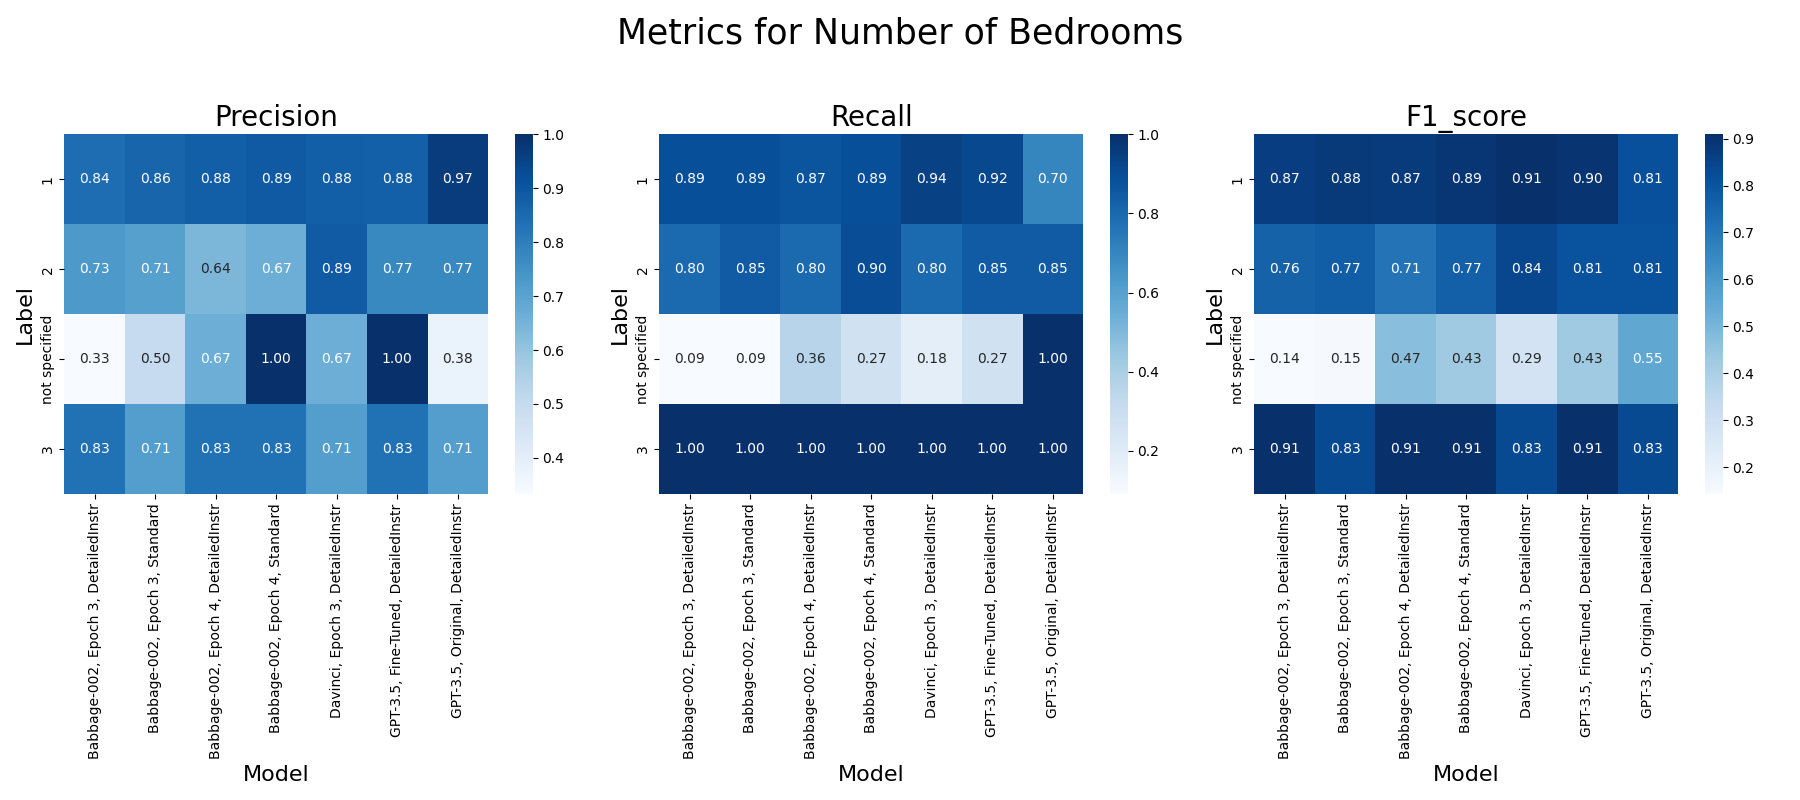 Metrics for Number of Bedrooms
Precision
Label
1
0.84 0.86 0.88 0.89 0.88 0.88 0.97
2
0.73 0.71 0.64 0.67 0.89 0.77 0.77
not specified
0.33 0.50 0.67 1.00 0.67 1.00 0.38
3
0.83 0.71 0.83 0.83 0.71 0.83 0.71
1.0
0.9
0.8
0.7
0.6
0.5
0.4
Babbage-002, Epoch 3, DetailedInstr
Babbage-002, Epoch 3, Standard
Babbage-002, Epoch 4, DetailedInstr
Babbage-002, Epoch 4, Standard
Davinci, Epoch 3, DetailedInstr
GPT-3.5, Fine-Tuned, DetailedInstr
GPT-3.5, Original, DetailedInstr
Model
Recall
Label
1
0.89 0.89 0.87 0.89 0.94 0.92 0.70
2
0.80 0.85 0.80 0.90 0.80 0.85 0.85
not specified
0.09 0.09 0.36 0.27 0.18 0.27 1.00
3
1.00 1.00 1.00 1.00 1.00 1.00 1.00
1.0
0.8
0.6
0.4
0.2
Babbage-002, Epoch 3, DetailedInstr
Babbage-002, Epoch 3, Standard
Babbage-002, Epoch 4, DetailedInstr
Babbage-002, Epoch 4, Standard
Davinci, Epoch 3, DetailedInstr
GPT-3.5, Fine-Tuned, DetailedInstr
GPT-3.5, Original, DetailedInstr
Model
F1_score
Label
1
0.87 0.88 0.87 0.89 0.91 0.90 0.81
2
0.76 0.77 0.71 0.77 0.84 0.81 0.81
not specified
0.14 0.15 0.47 0.43 0.29 0.43 0.55
3
0.91 0.83 0.91 0.91 0.83 0.91 0.83
0.9
0.8
0.7
0.6
0.5
0.4
0.3
0.2
Babbage-002, Epoch 3, DetailedInstr
Babbage-002, Epoch 3, Standard
Babbage-002, Epoch 4, DetailedInstr
Babbage-002, Epoch 4, Standard
Davinci, Epoch 3, DetailedInstr
GPT-3.5, Fine-Tuned, DetailedInstr
GPT-3.5, Original, DetailedInstr
Model